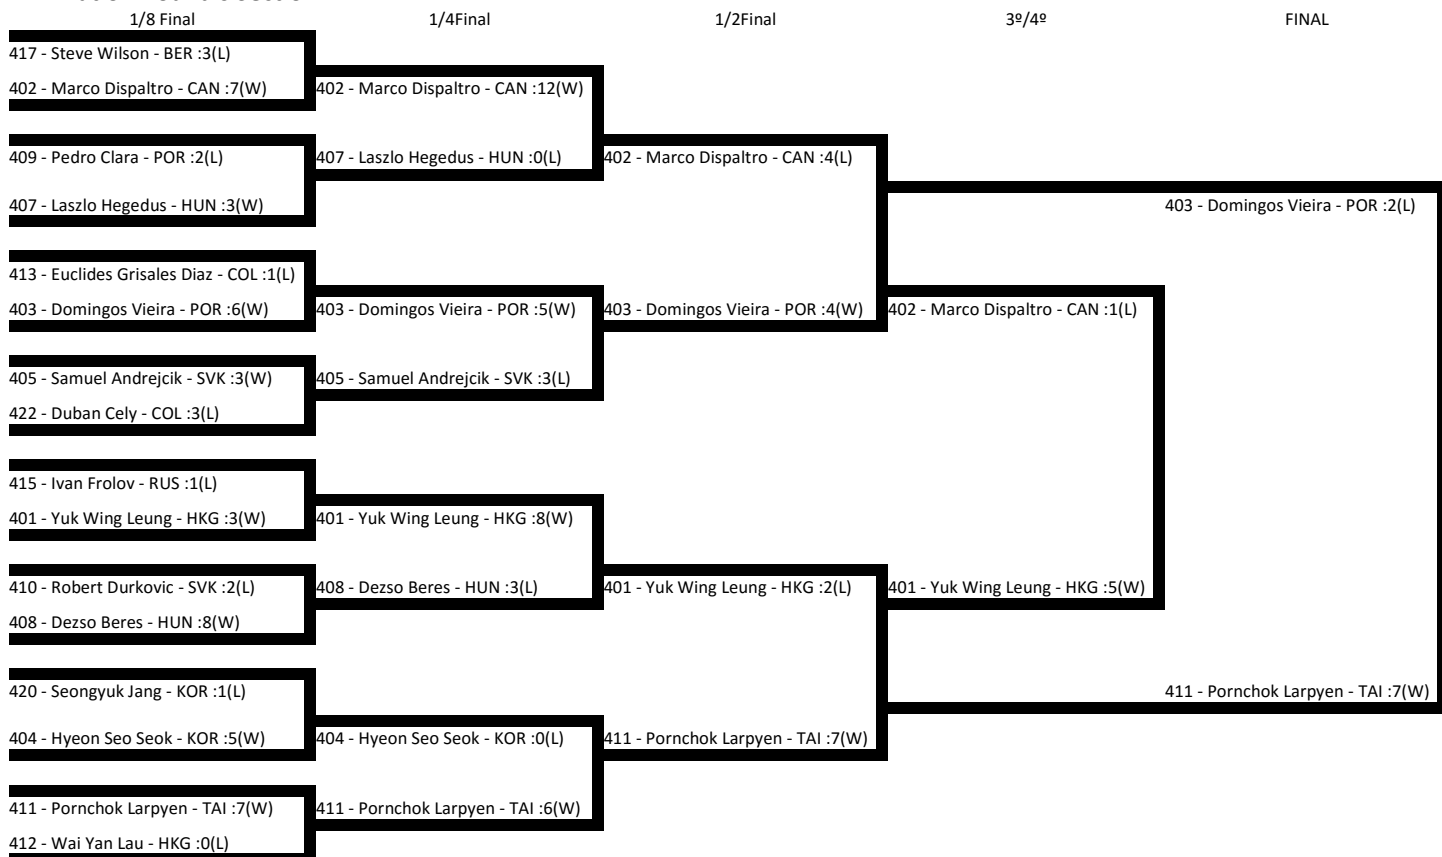 1/8 Final
1/4Final
1/2Final
3º/4º
FINAL
417 - Steve Wilson - BER :3(L)
402 - Marco Dispaltro - CAN :7(W)
409 - Pedro Clara - POR :2(L)
407 - Laszlo Hegedus - HUN :3(W)
413 - Euclides Grisales Diaz - COL :1(L)
403 - Domingos Vieira - POR :6(W)
405 - Samuel Andrejcik - SVK :3(W)
422 - Duban Cely - COL :3(L)
415 - Ivan Frolov - RUS :1(L)
401 - Yuk Wing Leung - HKG :3(W)
410 - Robert Durkovic - SVK :2(L)
408 - Dezso Beres - HUN :8(W)
420 - Seongyuk Jang - KOR :1(L)
404 - Hyeon Seo Seok - KOR :5(W)
411 - Pornchok Larpyen - TAI :7(W)
412 - Wai Yan Lau - HKG :0(L)
402 - Marco Dispaltro - CAN :12(W)
407 - Laszlo Hegedus - HUN :0(L)
403 - Domingos Vieira - POR :5(W)
405 - Samuel Andrejcik - SVK :3(L)
401 - Yuk Wing Leung - HKG :8(W)
408 - Dezso Beres - HUN :3(L)
404 - Hyeon Seo Seok - KOR :0(L)
411 - Pornchok Larpyen - TAI :6(W)
402 - Marco Dispaltro - CAN :4(L)
403 - Domingos Vieira - POR :4(W)
401 - Yuk Wing Leung - HKG :2(L)
411 - Pornchok Larpyen - TAI :7(W)
402 - Marco Dispaltro - CAN :1(L)
401 - Yuk Wing Leung - HKG :5(W)
403 - Domingos Vieira - POR :2(L)
411 - Pornchok Larpyen - TAI :7(W)